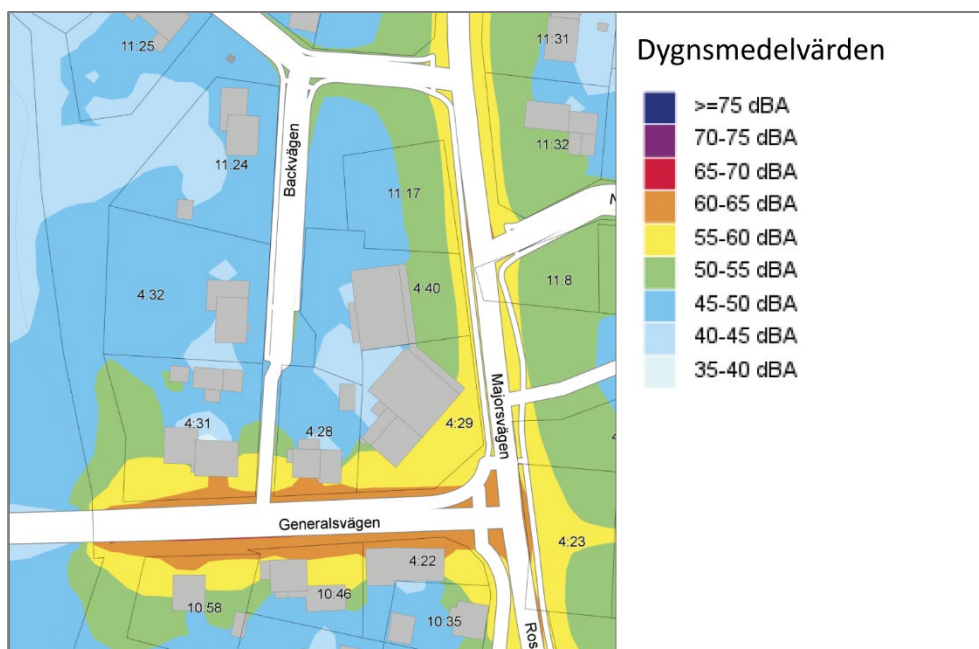 Dygnsmedelvärden
>=75 dBA
70-75 dBA
65-70 dBA
60-65 dBA
55-60 dBA
50-55 dBA
45-50 dBA
40-45 dBA
35-40 dBA
11:25
11:31
11:24
11:32
Backvägen
11:17
N
4:32
4:40
11:8
Majorsvägen
4:31
4:28
4:29
4
Generalsvägen
4:23
4:22
10:58
10:46
10:35
Ros